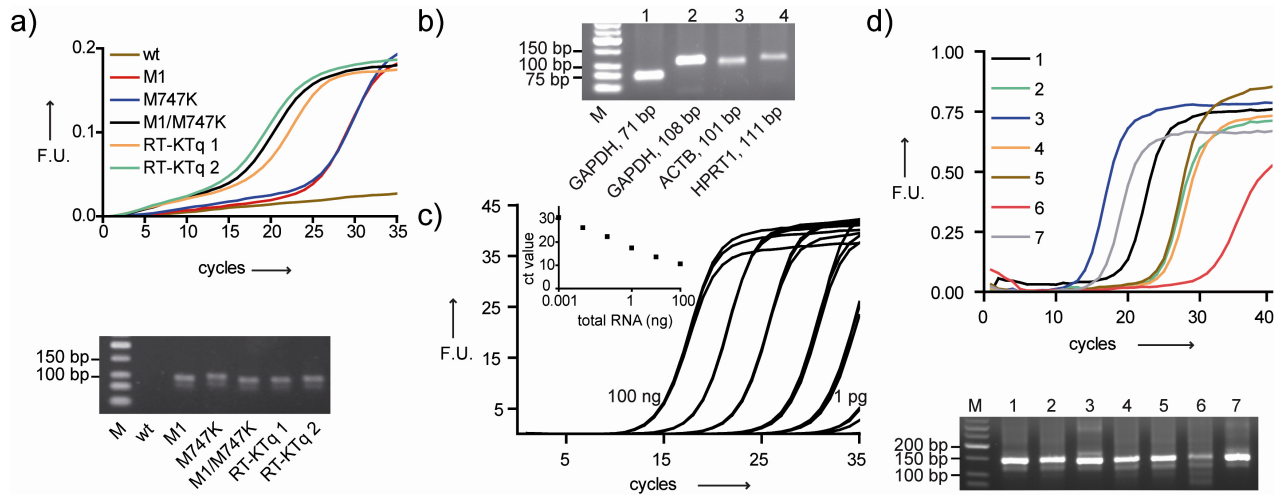 a)
0.2
0.1
0.0
F.U.
wt
M1
M747K
M1/M747K
RT-KTq 1
RT-KTq 2
0 5 10 15 20 25 30 35
cycles
150 bp
100 bp
M wt M1 M747K M1/M747K RT-KTq 1 RT-KTq 2
b)
1 2 3 4
150 bp
100 bp
75 bp
M GAPDH, 71 bp GAPDH, 108 bp ACTB, 101 bp HPRT1, 111 bp
c)
45
35
25
15
5
F.U.
30
20
10
0
ct value
0.001 1 100
total RNA (ng)
100 ng
1 pg
5 15 25 35
cycles
d)
1.00
0.75
0.50
0.25
0.00
F.U.
1
2
3
4
5
6
7
0 10 20 30 40
cycles
M 1 2 3 4 5 6 7
200 bp
150 bp
100 bp